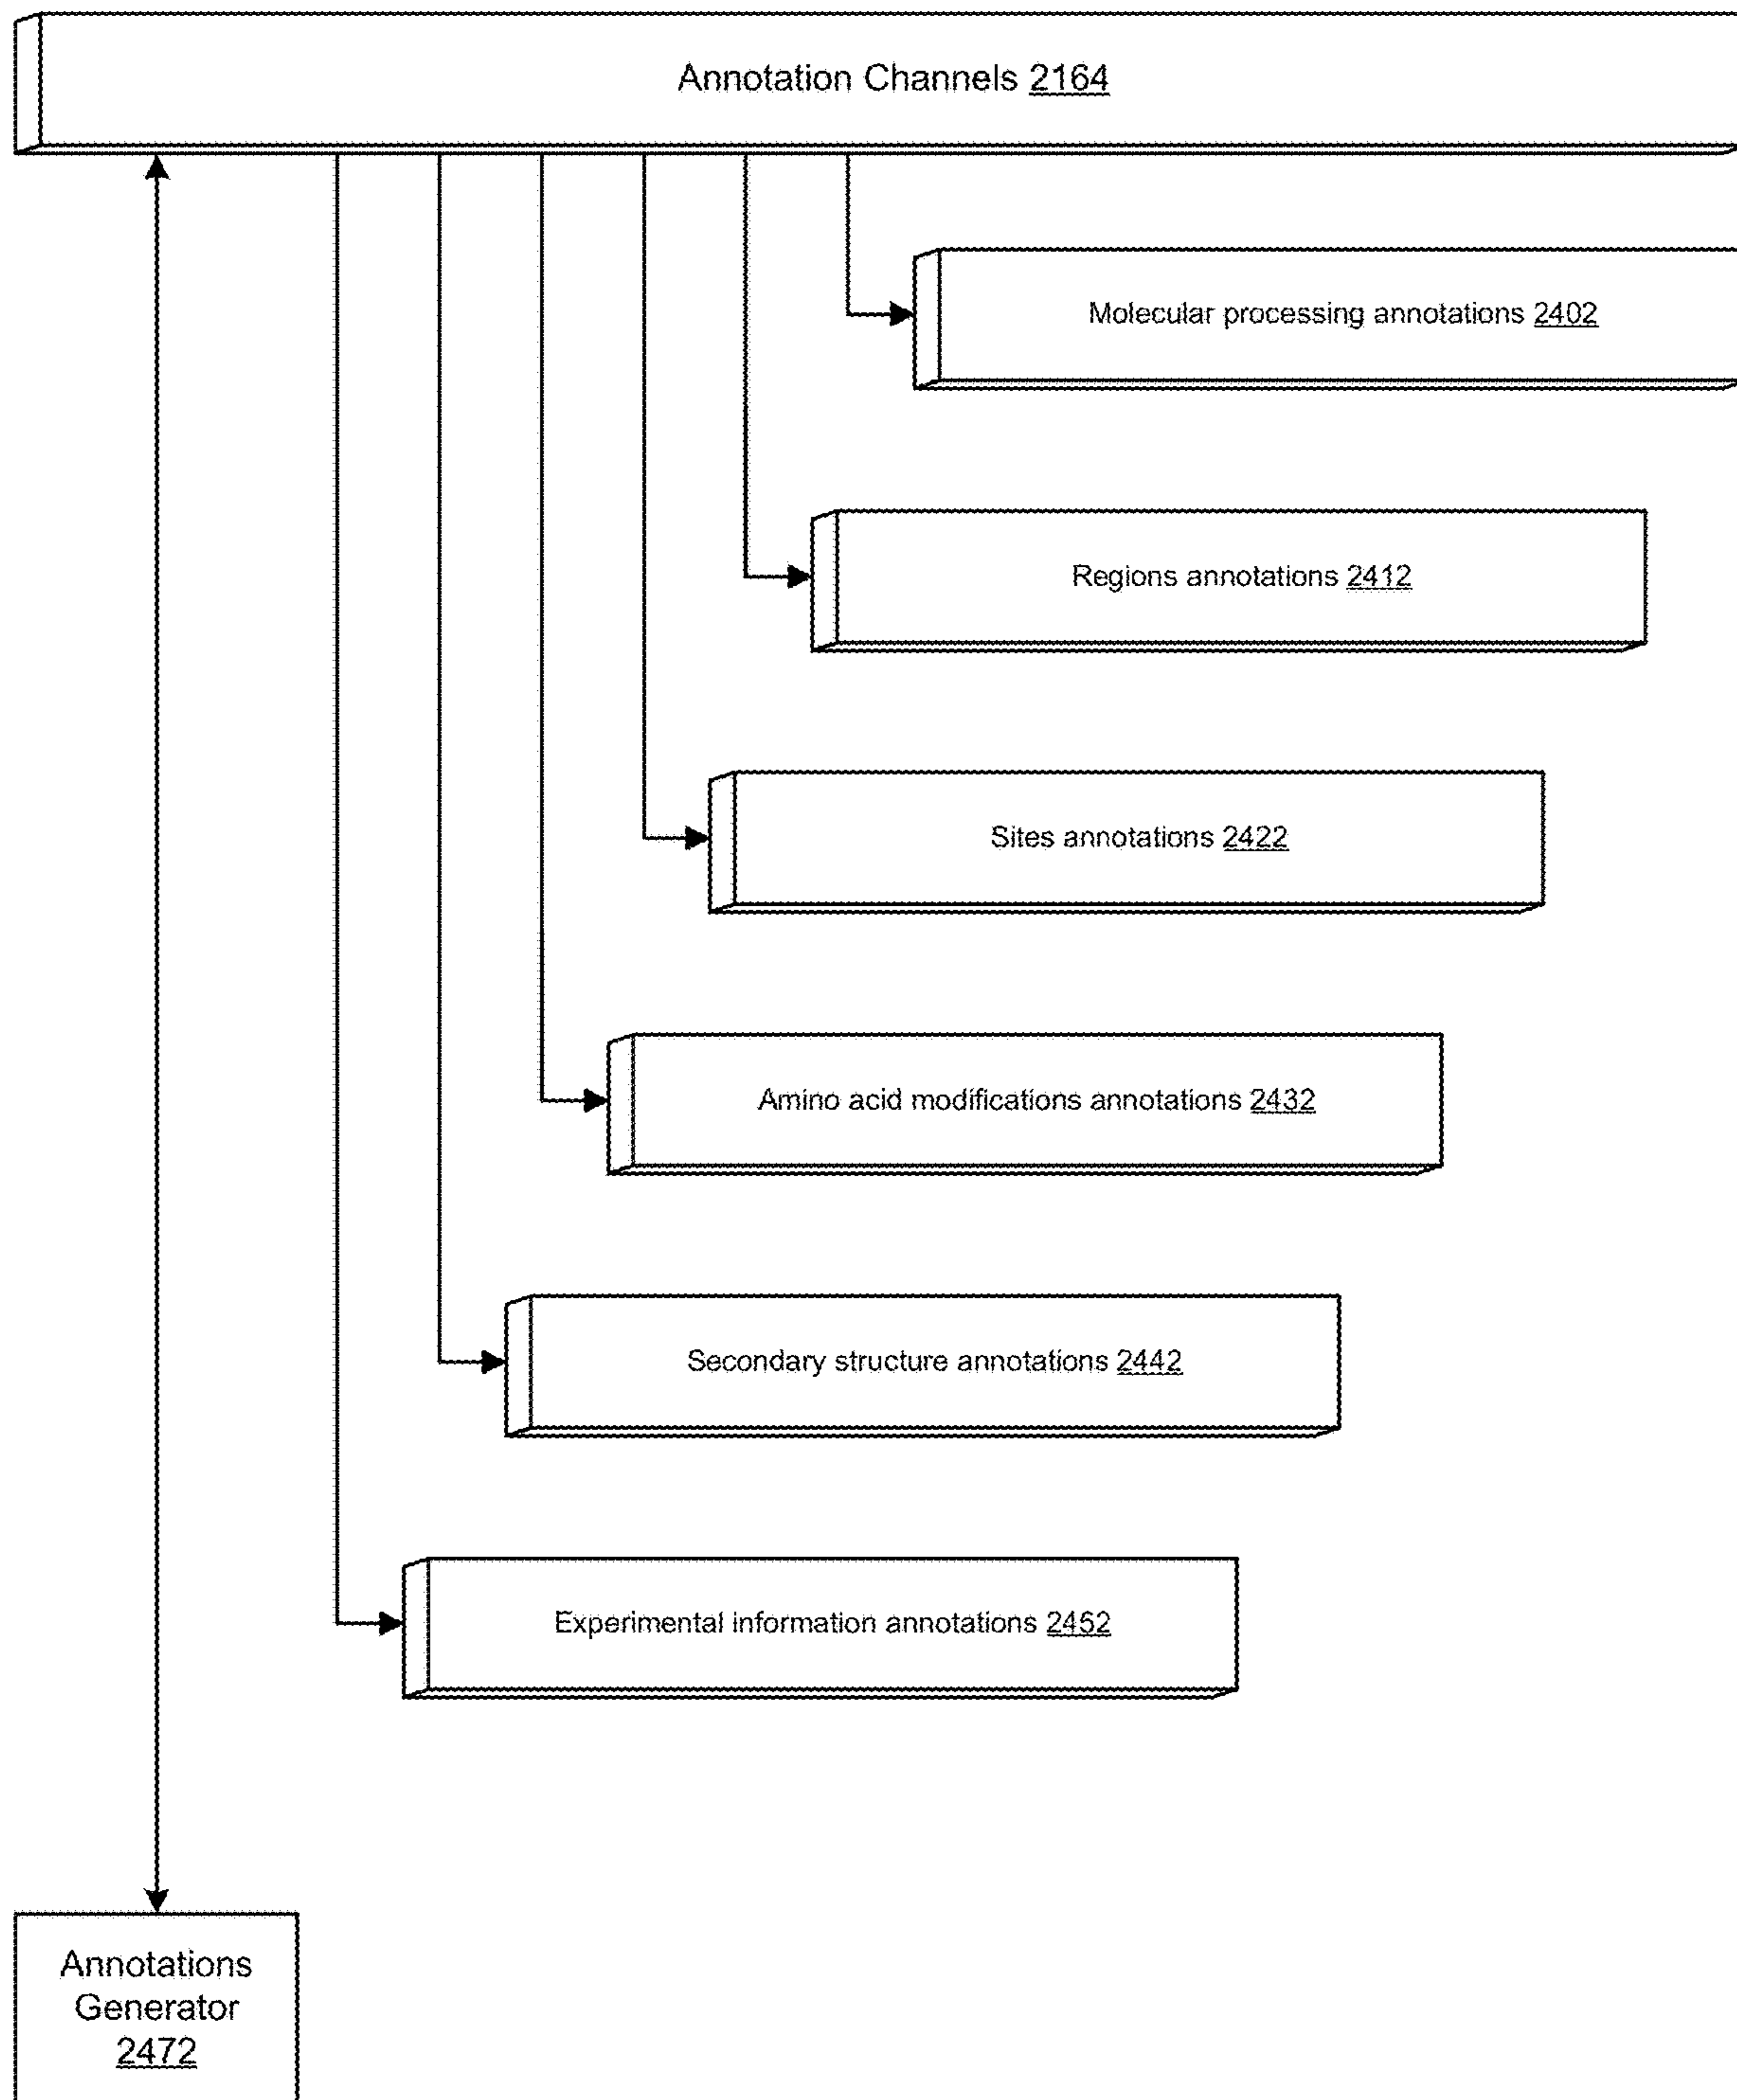 Annotation Channels 2164
Molecular processing annotations 2402
Regions annotations 2412
Sites annotations 2422
Amino acid modifications annotations 2432
Secondary structure annotations 2442
Experimental information annotations 2452
Annotations
Generator
2472